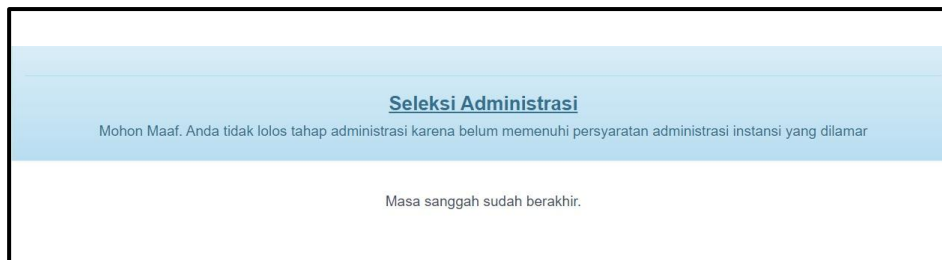 Seleksi Administrasi
Mohon Maaf. Anda tidak lolos tahap administrasi karena belum memenuhi persyaratan administrasi instansi yang dilamar
Masa sanggah sudah berakhir.